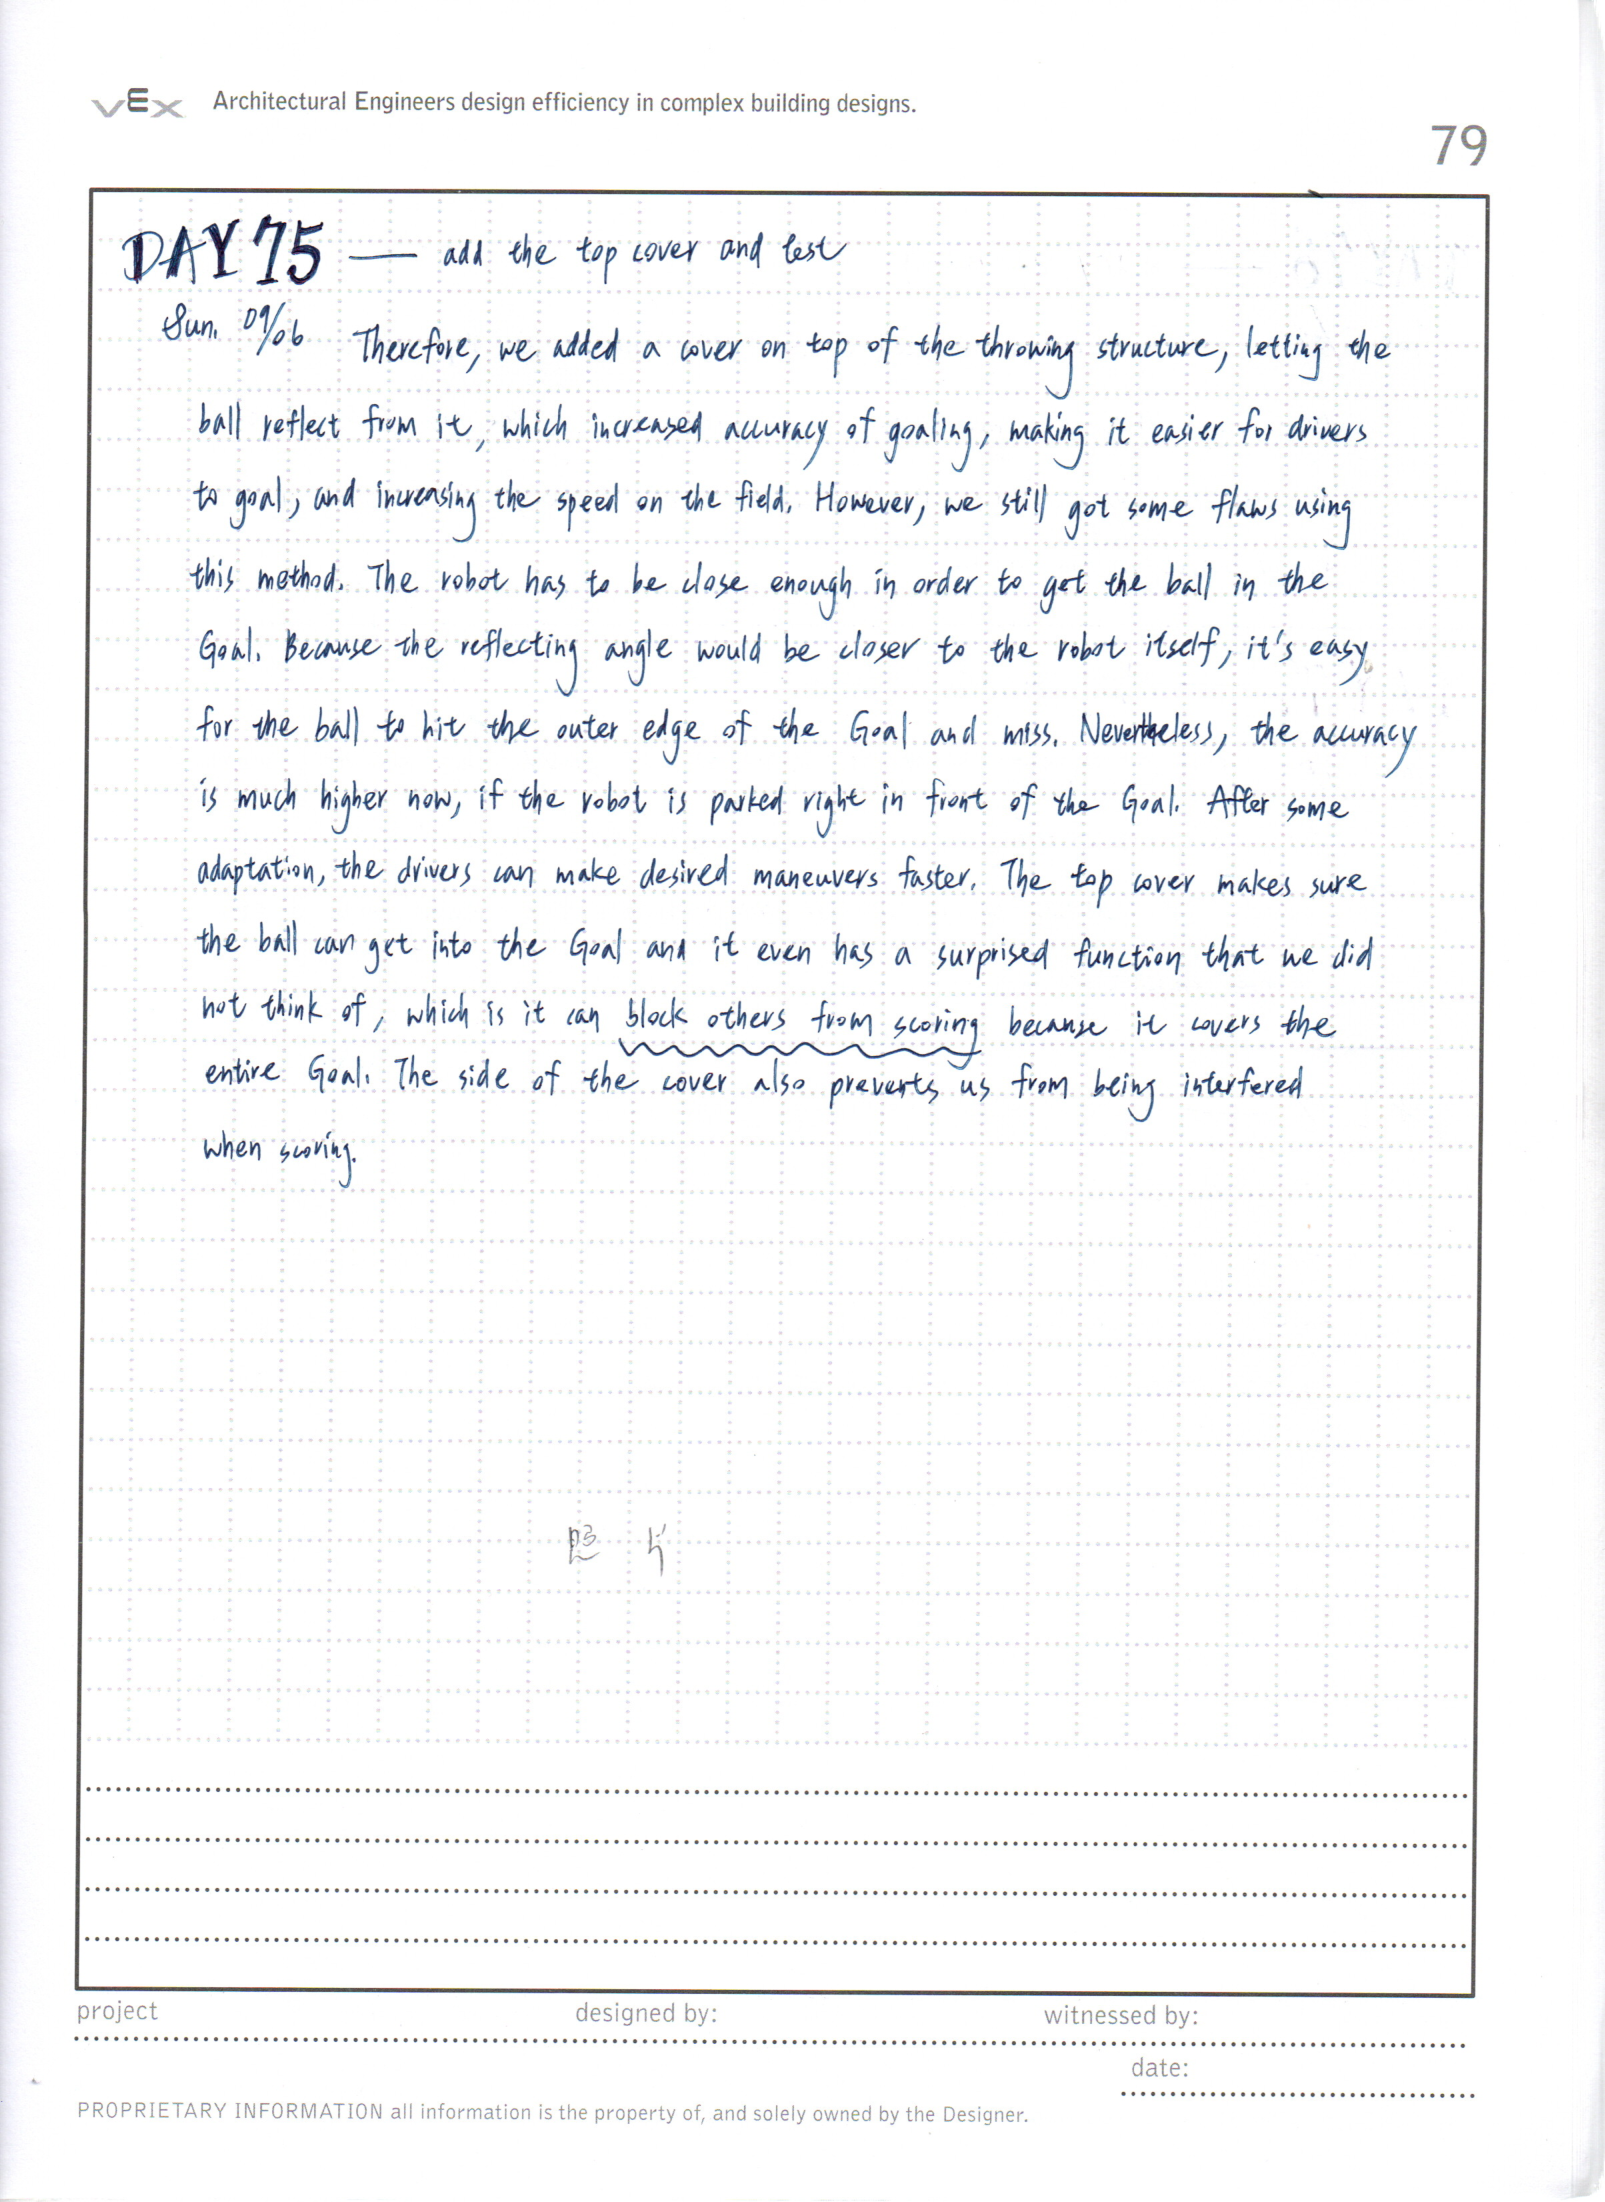 VEX Architectural Engineers design efficiency in complex building designs.
79
DAY 75 — add the top cover and test
Sun. 09/06 Therefore, we added a cover on top of the throwing structure, letting the
ball reflect from it, which increased accuracy of goaling, making it easier for drivers
to goal, and increasing the speed on the field. However, we still got some flaws using
this method. The robot has to be close enough in order to get the ball in the
Goal. Because the reflecting angle would be closer to the robot itself, it's easy
for the ball to hit the outer edge of the Goal and miss. Nevertheless, the accuracy
is much higher now, if the robot is parked right in front of the Goal. After some
adaptation, the drivers can make desired maneuvers faster. The top cover makes sure
the ball can get into the Goal and it even has a surprised function that we did
not think of, which is it can block others from scoring because it covers the
entire Goal. The side of the cover also prevents us from being interfered
when scoring.
照片
project
designed by:
witnessed by:
date:
PROPRIETARY INFORMATION all information is the property of, and solely owned by the Designer.